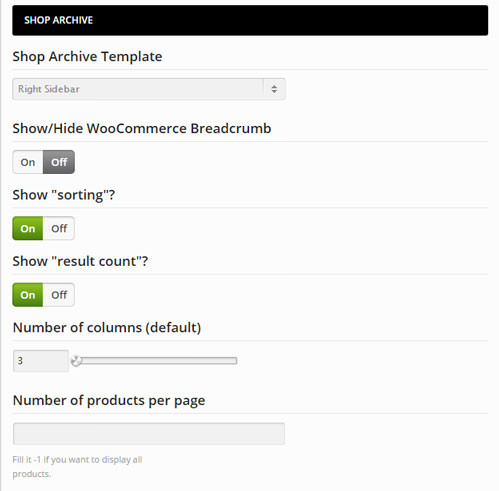 SHOP ARCHIVE
Shop Archive Template
Right Sidebar
Show/Hide WooCommerce Breadcrumb
On Off
Show "sorting"?
On Off
Show "result count"?
On Off
Number of columns (default)
3
Number of products per page
Fill it -1 if you want to display all
products.